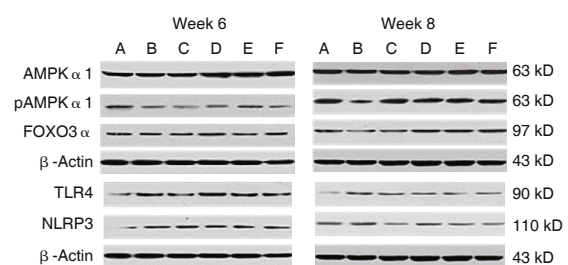 Week 6 Week 8
A B C D E F A B C D E F
AMPK α 1 63 kD
pAMPK α 1 63 kD
FOXO3 α 97 kD
β -Actin 43 kD
TLR4 90 kD
NLRP3 110 kD
β -Actin 43 kD